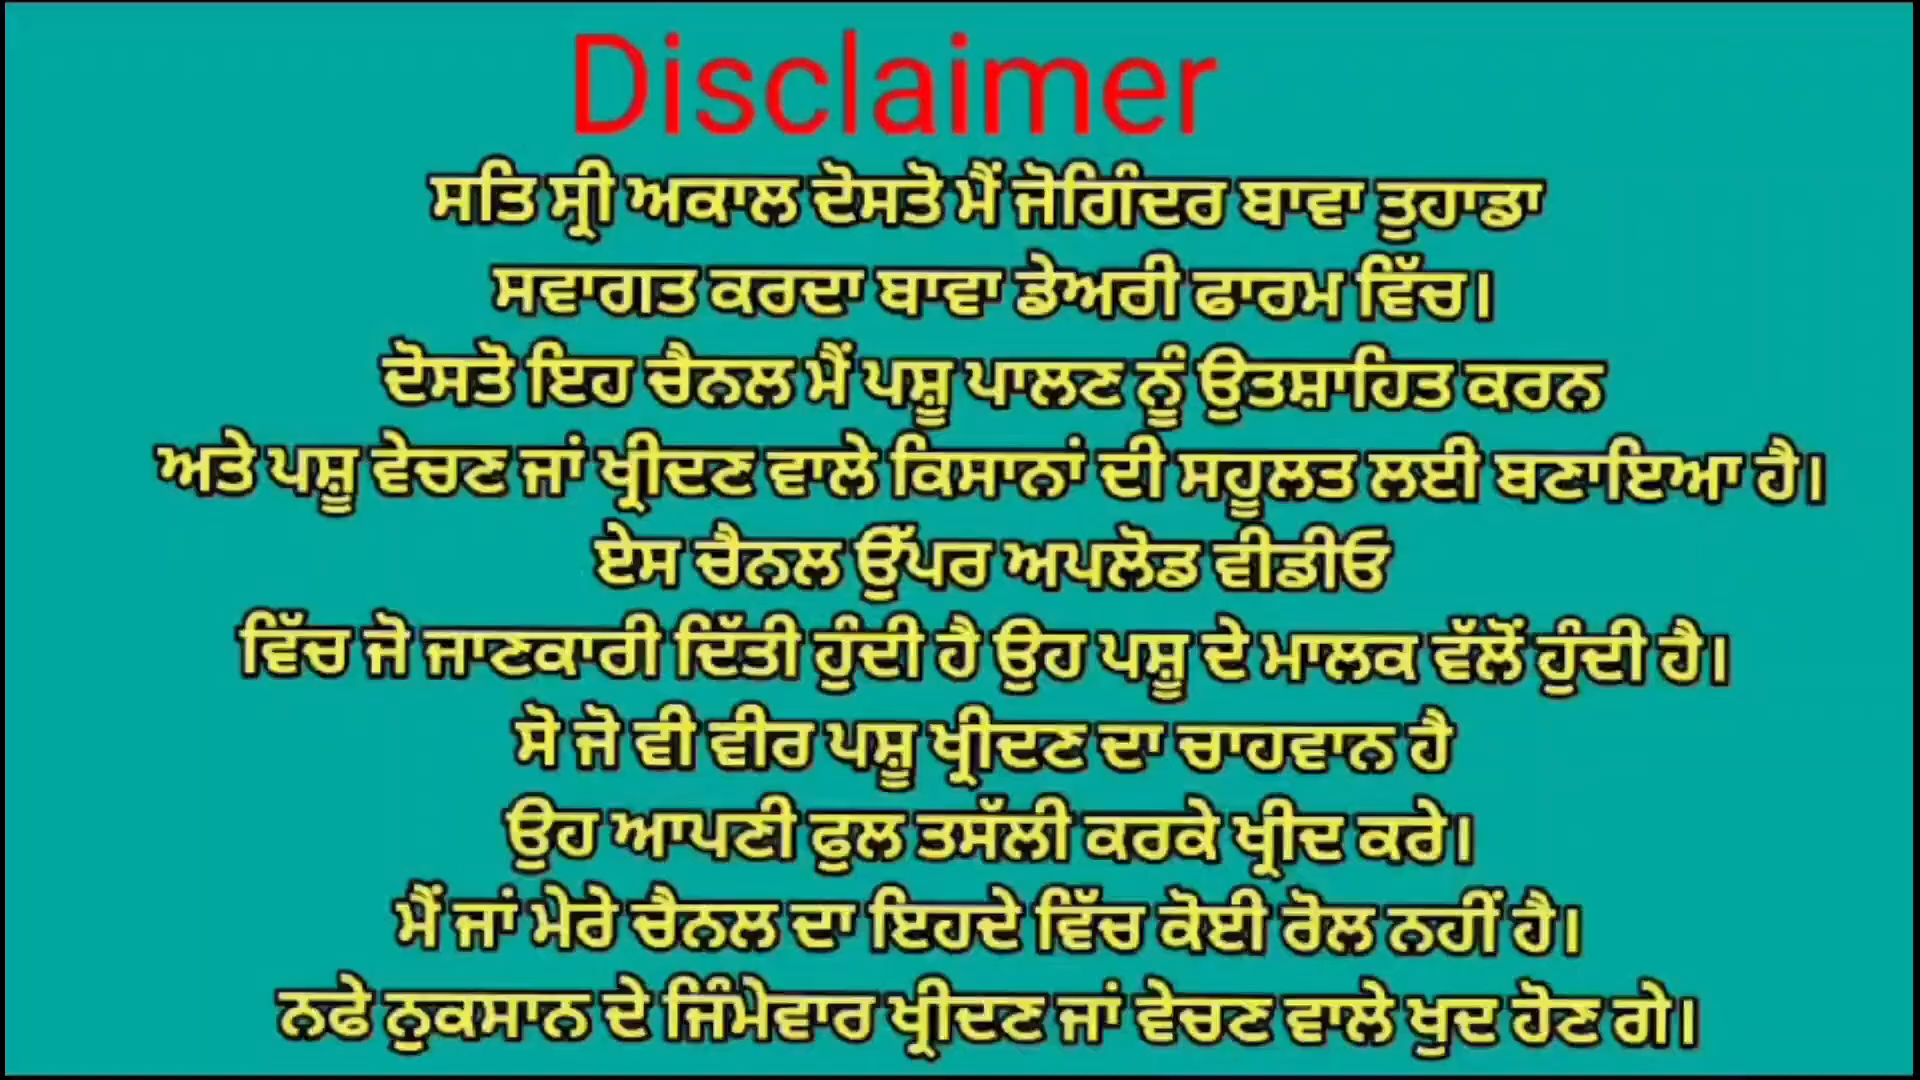 Disclaimer
ਸਤਿ ਸ੍ਰੀ ਅਕਾਲ ਦੋਸਤੋ ਮੈਂ ਜੋਗਿੰਦਰ ਬਾਵਾ ਤੁਹਾਡਾ
ਸਵਾਗਤ ਕਰਦਾ ਬਾਵਾ ਡੇਅਰੀ ਫਾਰਮ ਵਿੱਚ।
ਦੋਸਤੋ ਇਹ ਚੈਨਲ ਮੈਂ ਪਸ਼ੂ ਪਾਲਣ ਨੂੰ ਉਤਸ਼ਾਹਿਤ ਕਰਨ
ਅਤੇ ਪਸ਼ੂ ਵੇਚਣ ਜਾਂ ਖ੍ਰੀਦਣ ਵਾਲੇ ਕਿਸਾਨਾਂ ਦੀ ਸਹੂਲਤ ਲਈ ਬਣਾਇਆ ਹੈ।
ਏਸ ਚੈਨਲ ਉੱਪਰ ਅਪਲੋਡ ਵੀਡੀਓ
ਵਿੱਚ ਜੋ ਜਾਣਕਾਰੀ ਦਿੱਤੀ ਹੁੰਦੀ ਹੈ ਉਹ ਪਸ਼ੂ ਦੇ ਮਾਲਕ ਵੱਲੋਂ ਹੁੰਦੀ ਹੈ।
ਸੋ ਜੋ ਵੀ ਵੀਰ ਪਸ਼ੂ ਖ੍ਰੀਦਣ ਦਾ ਚਾਹਵਾਨ ਹੈ
ਉਹ ਆਪਣੀ ਫੁਲ ਤਸੱਲੀ ਕਰਕੇ ਖ੍ਰੀਦ ਕਰੇ।
ਮੈਂ ਜਾਂ ਮੇਰੇ ਚੈਨਲ ਦਾ ਇਹਦੇ ਵਿੱਚ ਕੋਈ ਰੋਲ ਨਹੀਂ ਹੈ।
ਨਫੇ ਨੁਕਸਾਨ ਦੇ ਜਿੰਮੇਵਾਰ ਖ੍ਰੀਦਣ ਜਾਂ ਵੇਚਣ ਵਾਲੇ ਖੁਦ ਹੋਣ ਗੇ।